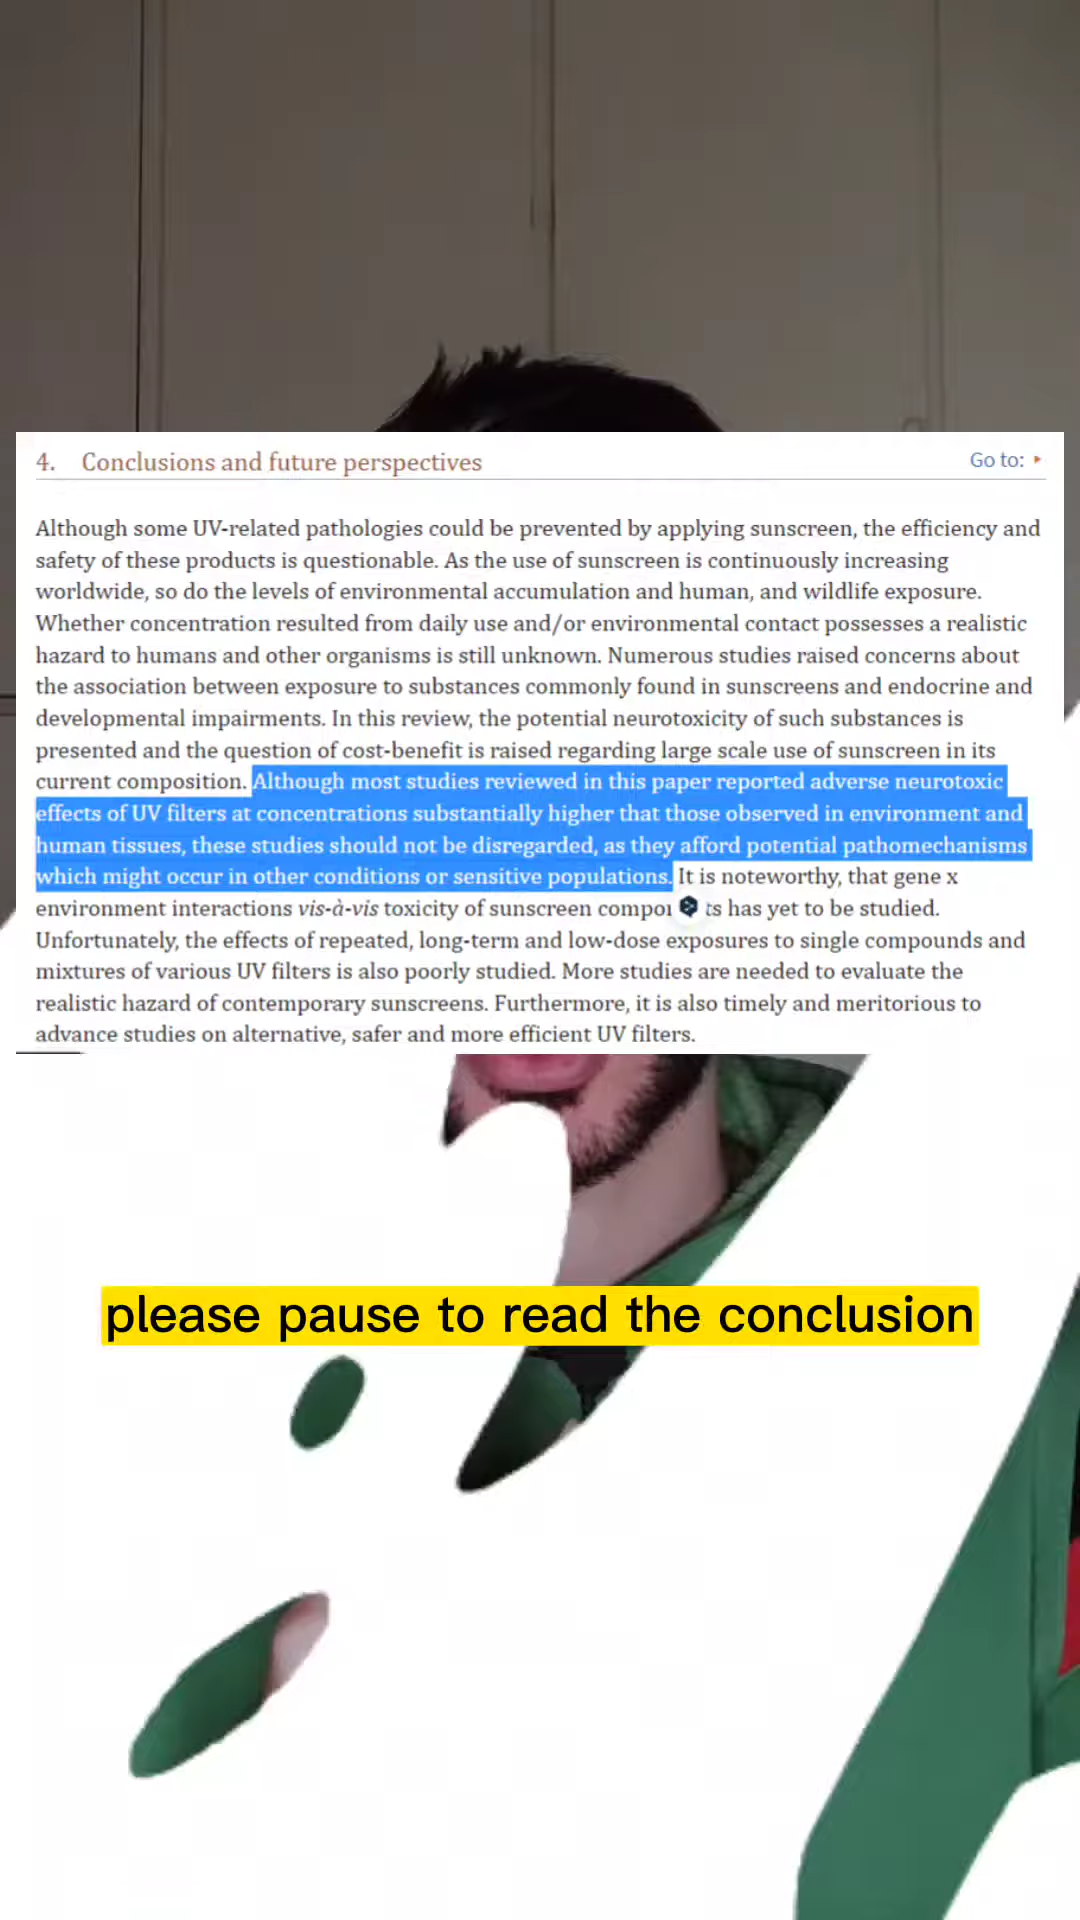 4. Conclusions and future perspectives
Go to:
Although some UV-related pathologies could be prevented by applying sunscreen, the efficiency and
safety of these products is questionable. As the use of sunscreen is continuously increasing
worldwide, so do the levels of environmental accumulation and human, and wildlife exposure.
Whether concentration resulted from daily use and/or environmental contact possesses a realistic
hazard to humans and other organisms is still unknown. Numerous studies raised concerns about
the association between exposure to substances commonly found in sunscreens and endocrine and
developmental impairments. In this review, the potential neurotoxicity of such substances is
presented and the question of cost-benefit is raised regarding large scale use of sunscreen in its
current composition. Although most studies reviewed in this paper reported adverse neurotoxic
effects of UV filters at concentrations substantially higher that those observed in environment and
human tissues, these studies should not be disregarded, as they afford potential pathomechanisms
which might occur in other conditions or sensitive populations. It is noteworthy, that gene x
environment interactions vis-à-vis toxicity of sunscreen has yet to be studied.
Unfortunately, the effects of repeated, long-term and low-dose exposures to single compounds and
mixtures of various UV filters is also poorly studied. More studies are needed to evaluate the
realistic hazard of contemporary sunscreens. Furthermore, it is also timely and meritorious to
advance studies on alternative, safer and more efficient UV filters.
please pause to read the conclusion